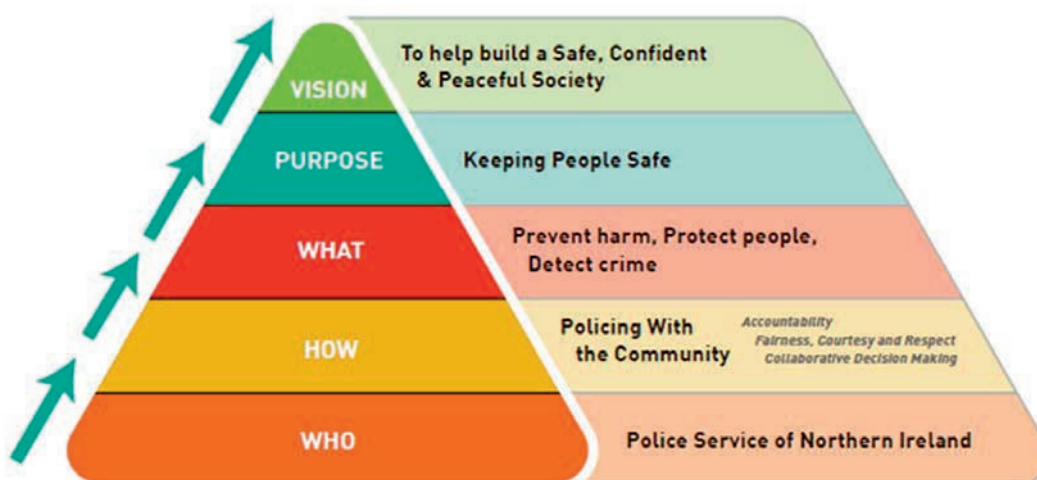 VISION
To help build a Safe, Confident
& Peaceful Society
PURPOSE
Keeping People Safe
WHAT
Prevent harm, Protect people,
Detect crime
HOW
Policing With
the Community
Accountability
Fairness, Courtesy and Respect
Collaborative Decision Making
WHO
Police Service of Northern Ireland